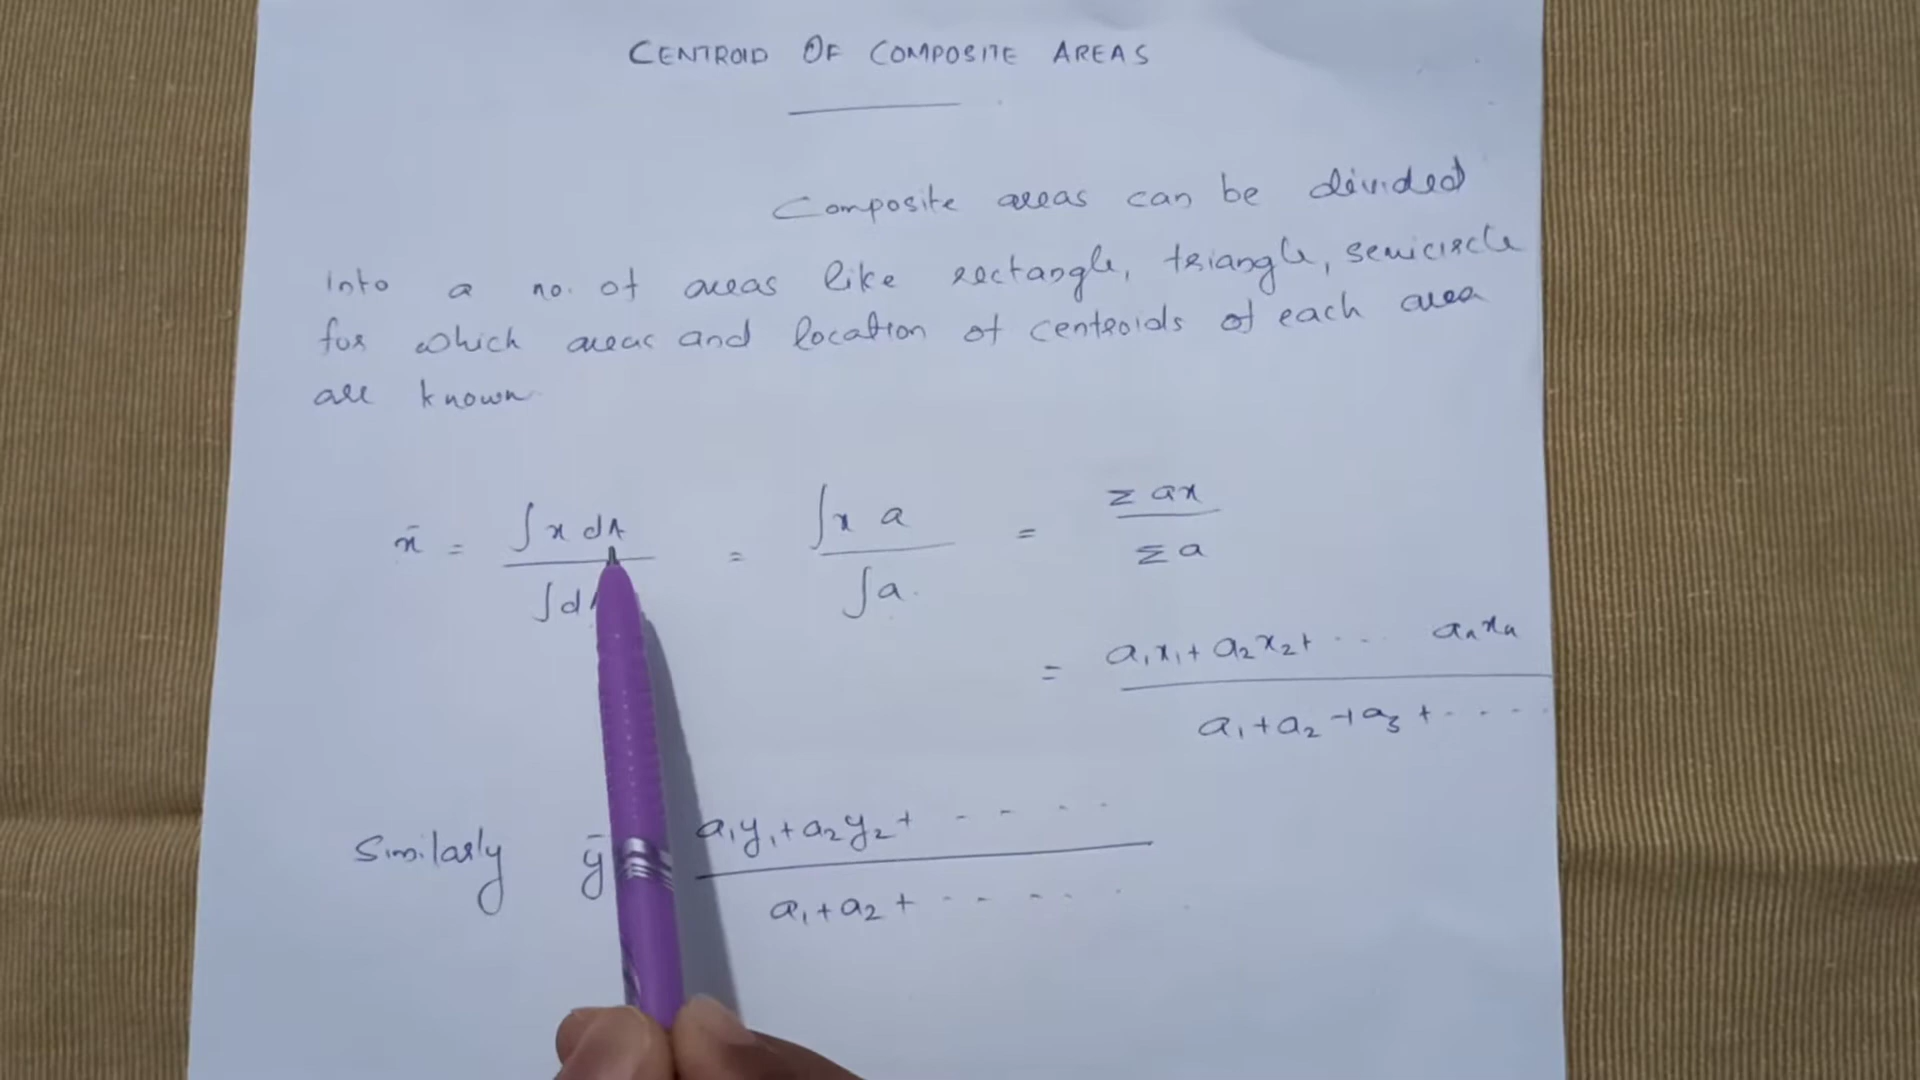 CENTROID OF COMPOSITE AREAS
Composite areas can be divided
into a no. of areas like rectangle, triangle, semicircle
for which areas and location of centroids of each area
are known
x̄ = ∫x dA / ∫dA = ∫x a / ∫a. = Σ ax / Σ a
= a₁x₁ + a₂x₂ + ... aₙxₙ / a₁ + a₂ + a₃ + ....
Similarly ȳ a₁y₁ + a₂y₂ + - - - - / a₁ + a₂ + - - - - -